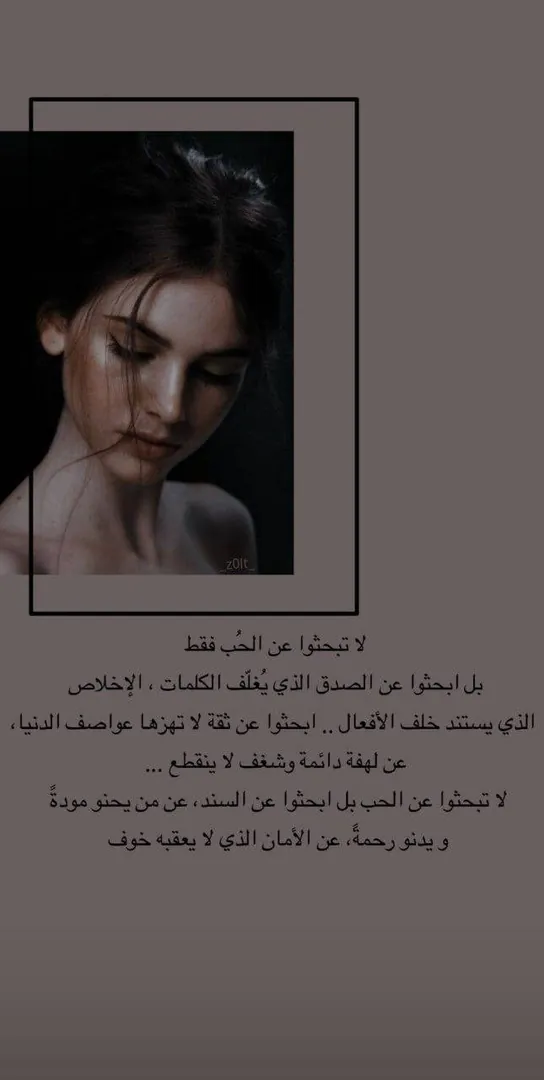 _z0lt_
لا تبحثوا عن الحُب فقط
بل ابحثوا عن الصدق الذي يُغلّف الكلمات ، الإخلاص
الذي يستند خلف الأفعال .. ابحثوا عن ثقة لا تهزها عواصف الدنيا،
عن لهفة دائمة وشغف لا ينقطع ...
لا تبحثوا عن الحب بل ابحثوا عن السند، عن من يحنو مودةً
و يدنو رحمةً، عن الأمان الذي لا يعقبه خوف